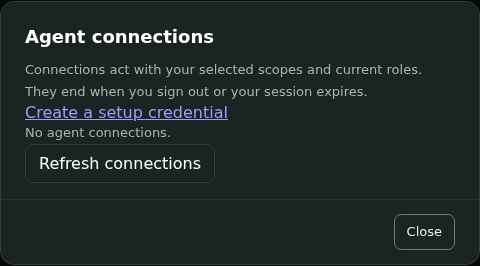 Agent connections
Connections act with your selected scopes and current roles.
They end when you sign out or your session expires.
Create a setup credential
No agent connections.
Refresh connections
Close